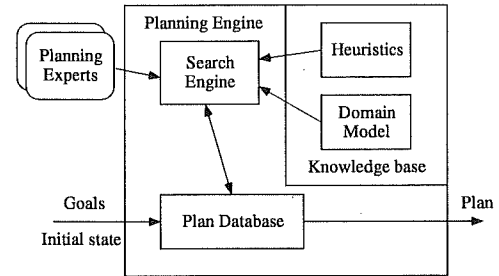 Planning Engine
Planning
Experts
Search
Engine
Heuristics
Domain
Model
Knowledge base
Goals
Initial state
Plan Database
Plan